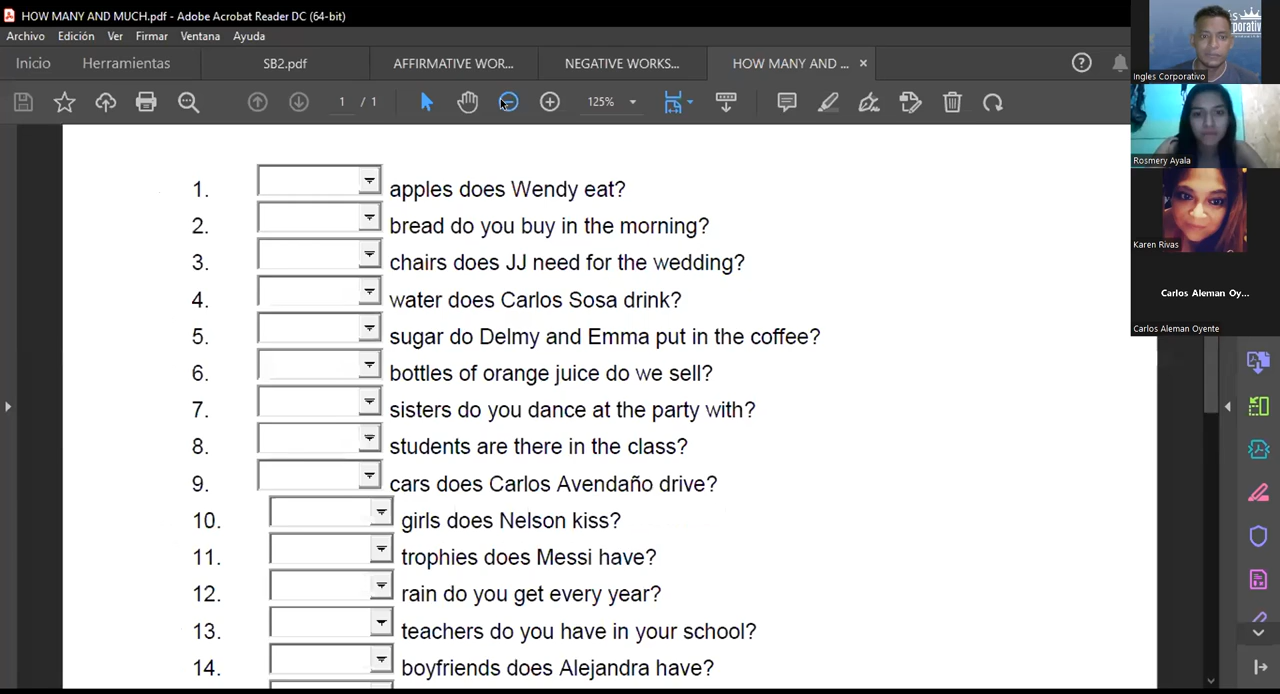 HOW MANY AND MUCH.pdf - Adobe Acrobat Reader DC (64-bit)
Archivo Edición Ver Firmar Ventana Ayuda
Inicio Herramientas SB2.pdf AFFIRMATIVE WOR... NEGATIVE WORKS... HOW MANY AND ... ×
1 / 1 125%
1. apples does Wendy eat?
2. bread do you buy in the morning?
3. chairs does JJ need for the wedding?
4. water does Carlos Sosa drink?
5. sugar do Delmy and Emma put in the coffee?
6. bottles of orange juice do we sell?
7. sisters do you dance at the party with?
8. students are there in the class?
9. cars does Carlos Avendaño drive?
10. girls does Nelson kiss?
11. trophies does Messi have?
12. rain do you get every year?
13. teachers do you have in your school?
14. boyfriends does Alejandra have?
Ingles Corporativo
Rosmery Ayala
Karen Rivas
Carlos Aleman Oy...
Carlos Aleman Oyente